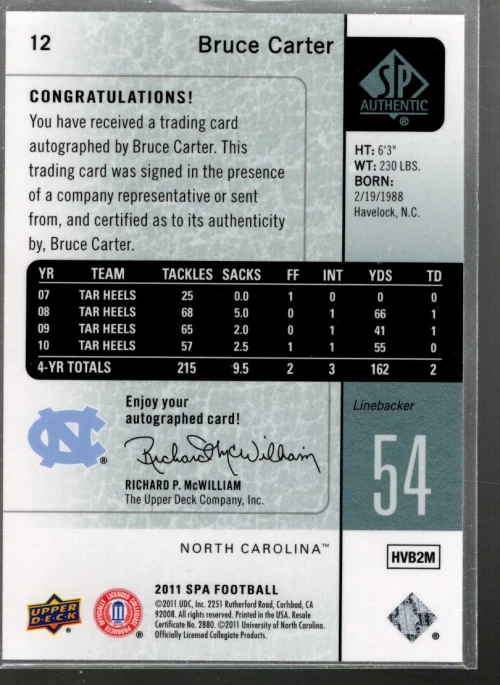 12 Bruce Carter
SP
AUTHENTIC
®
CONGRATULATIONS!
You have received a trading card
autographed by Bruce Carter. This
trading card was signed in the presence
of a company representative or sent
from, and certified as to its authenticity
by, Bruce Carter.
HT: 6'3"
WT: 230 LBS.
BORN:
2/19/1988
Havelock, N.C.
YR TEAM TACKLES SACKS FF INT YDS TD
07 TAR HEELS 25 0.0 1 0 0 0
08 TAR HEELS 68 5.0 0 1 66 1
09 TAR HEELS 65 2.0 0 1 41 1
10 TAR HEELS 57 2.5 1 1 55 0
4-YR TOTALS 215 9.5 2 3 162 2
Enjoy your
autographed card!
NC®
Richard McWilliam
RICHARD P. McWILLIAM
The Upper Deck Company, Inc.
Linebacker
54
NORTH CAROLINA™
HVB2M
2011 SPA FOOTBALL
©2011 UDC, Inc. 2251 Rutherford Road, Carlsbad, CA
92008. All rights reserved. Printed in the USA. Resale
Certificate No. 2880. ©2011 University of North Carolina.
Officially Licensed Collegiate Products.
UPPER
DECK
®
OFFICIALLY LICENSED COLLEGIATE PRODUCTS
®
®